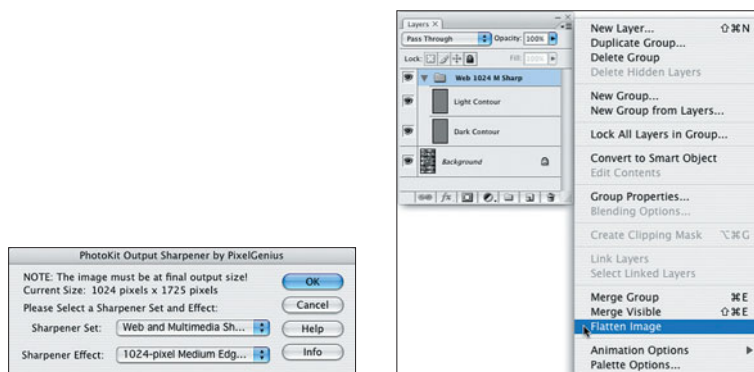 PhotoKit Output Sharpener by PixelGenius
NOTE: The image must be at final output size!
Current Size: 1024 pixels x 1725 pixels
Please Select a Sharpener Set and Effect:
Sharpener Set: Web and Multimedia Sh...
Sharpener Effect: 1024-pixel Medium Edg...
OK
Cancel
Help
Info
Layers ×
Pass Through Opacity: 100%
Lock: Fill: 100%
Web 1024 M Sharp
Light Contour
Dark Contour
Background
fx
New Layer... ⇧⌘N
Duplicate Group...
Delete Group
Delete Hidden Layers
New Group...
New Group from Layers...
Lock All Layers in Group...
Convert to Smart Object
Edit Contents
Group Properties...
Blending Options...
Create Clipping Mask ⌥⌘G
Link Layers
Select Linked Layers
Merge Group ⌘E
Merge Visible ⇧⌘E
Flatten Image
Animation Options
Palette Options...